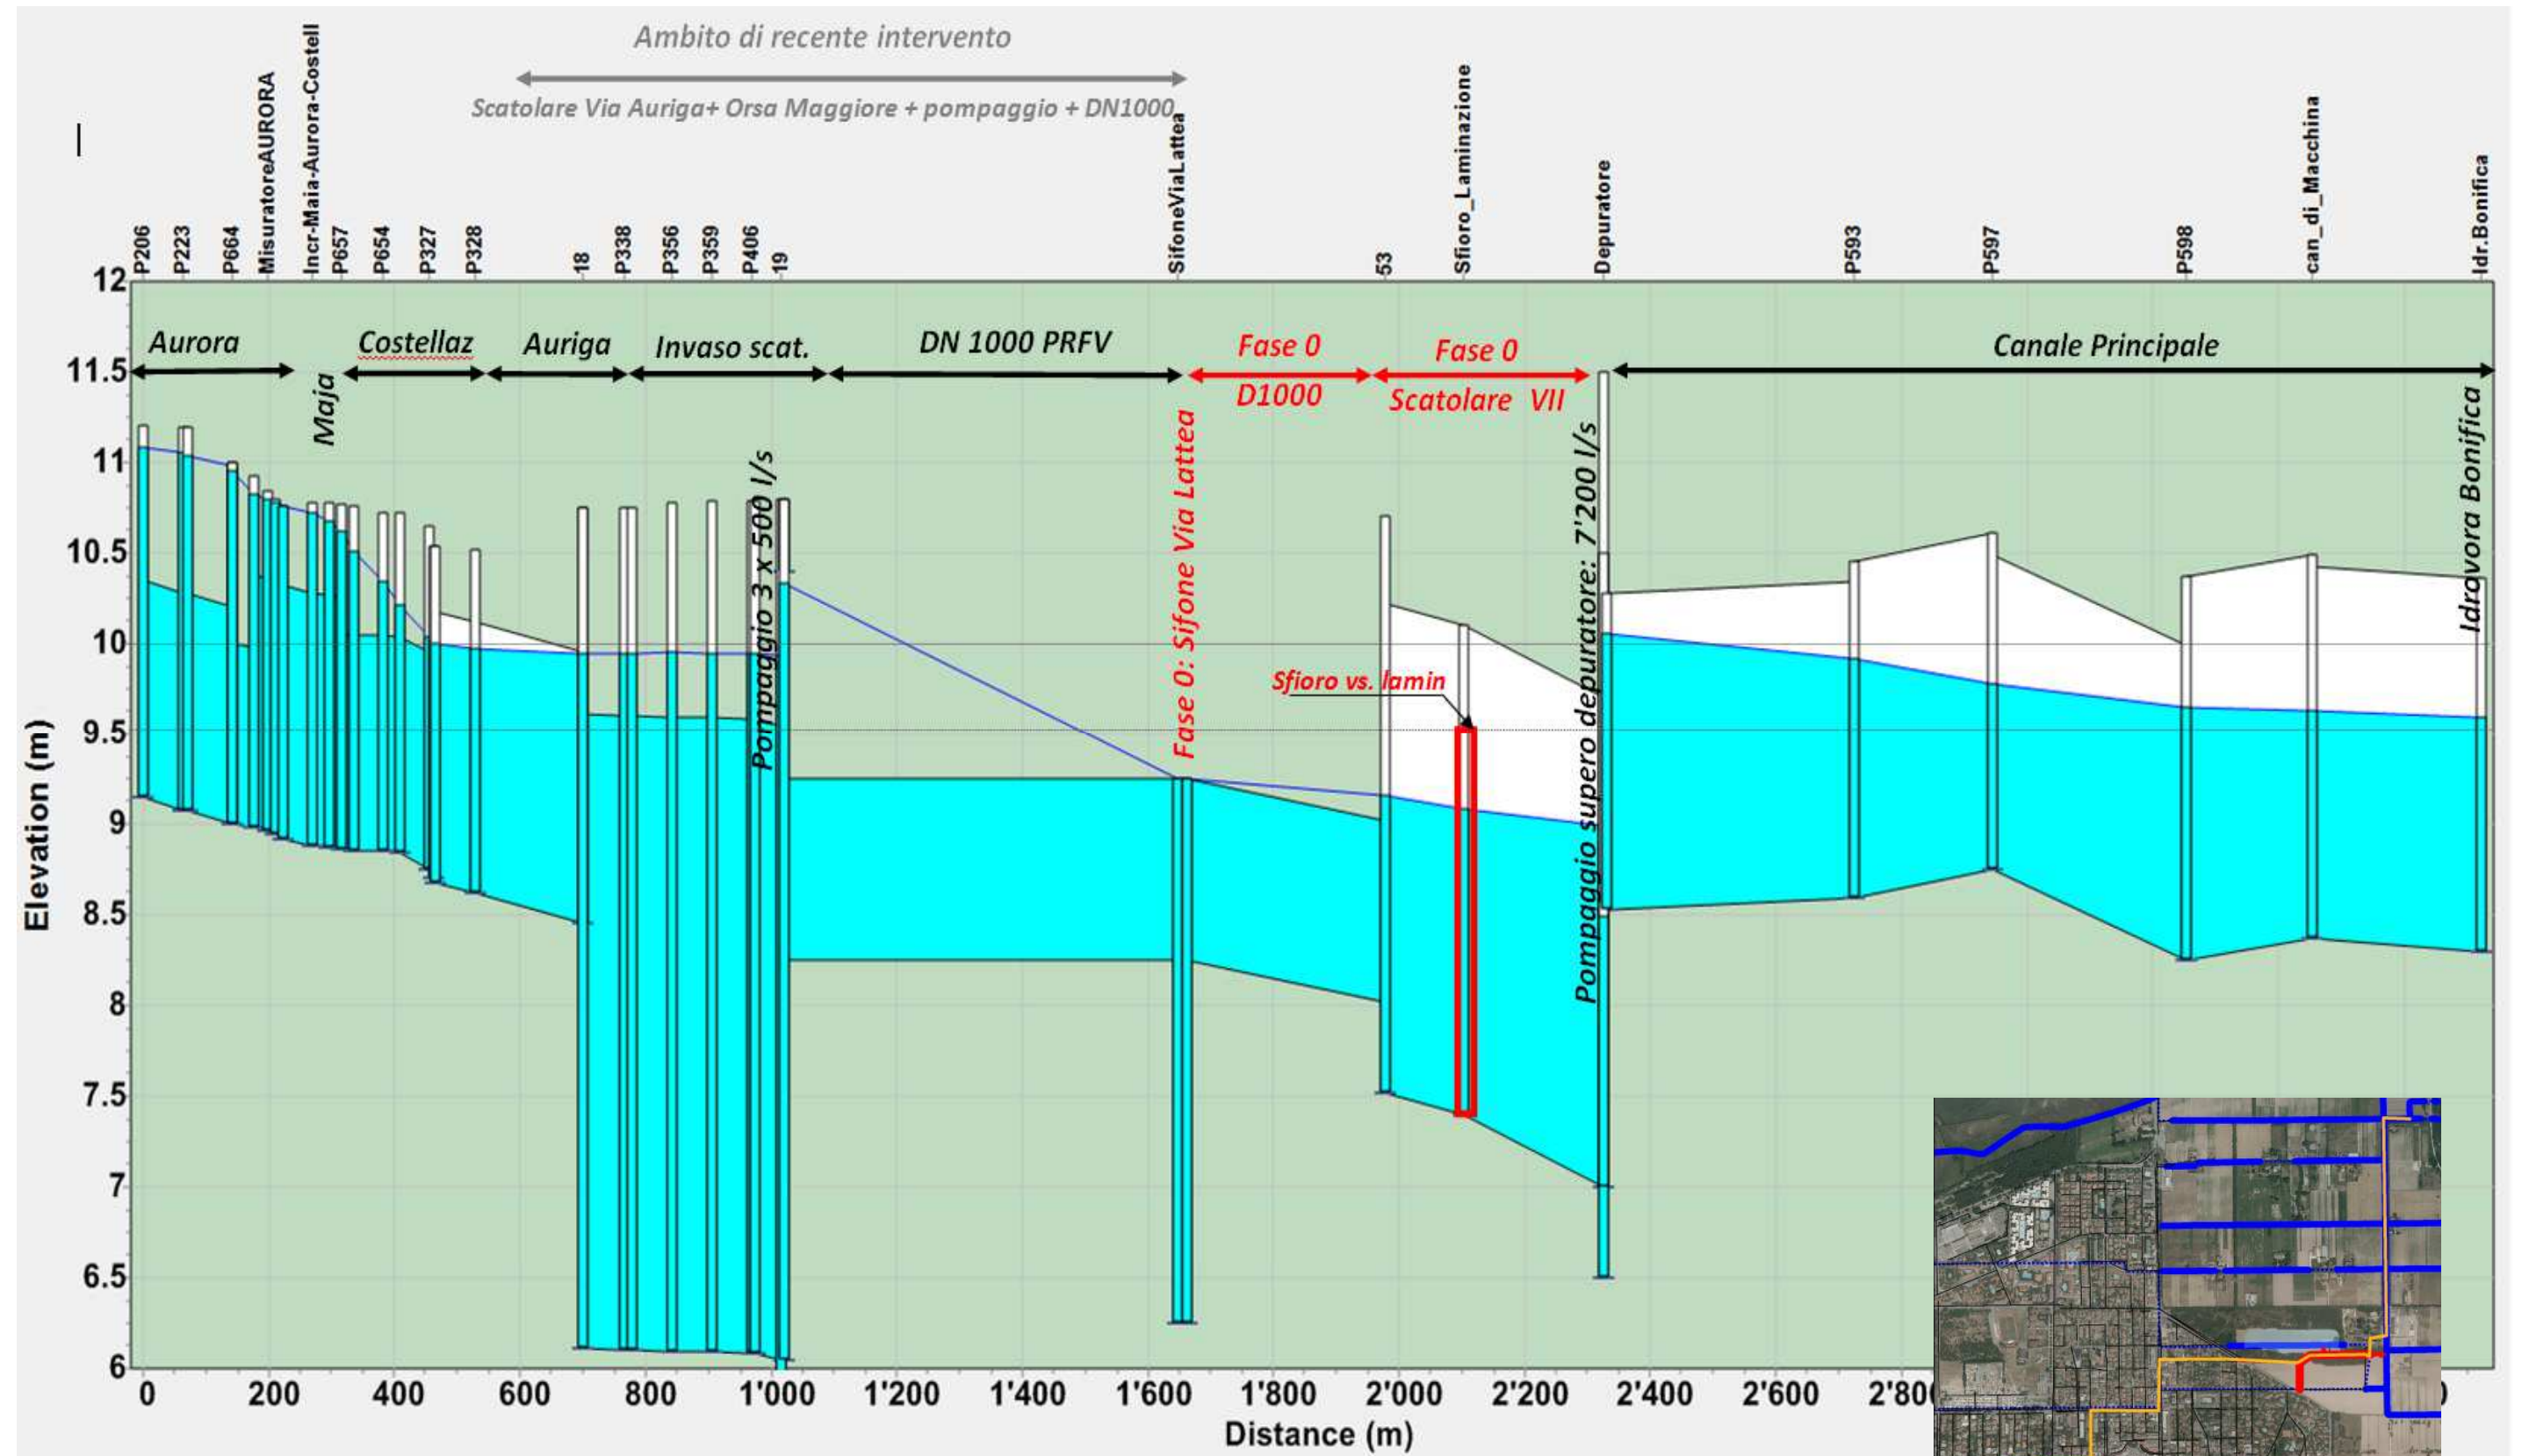 Ambito di recente intervento
Scatolare Via Auriga+ Orsa Maggiore + pompaggio + DN1000
P206
P223
P664
MisuratoreAURORA
Incr-Maia-Aurora-Costell
P657
P654
P327
P328
18
P338
P356
P359
P406
19
SifoneViaLattea
53
Sfioro_Laminazione
Depuratore
P593
P597
P598
can_di_Macchina
Idr.Bonifica
Aurora
Maja
Costellaz
Auriga
Invaso scat.
DN 1000 PRFV
Fase 0
D1000
Fase 0
Scatolare VII
Canale Principale
Pompaggio 3 x 500 l/s
Fase 0: Sifone Via Lattea
Sfioro vs. lamin
Pompaggio supero depuratore: 7'200 l/s
Idrovora Bonifica
Elevation (m)
12
11.5
11
10.5
10
9.5
9
8.5
8
7.5
7
6.5
6
0 200 400 600 800 1'000 1'200 1'400 1'600 1'800 2'000 2'200 2'400 2'600
Distance (m)